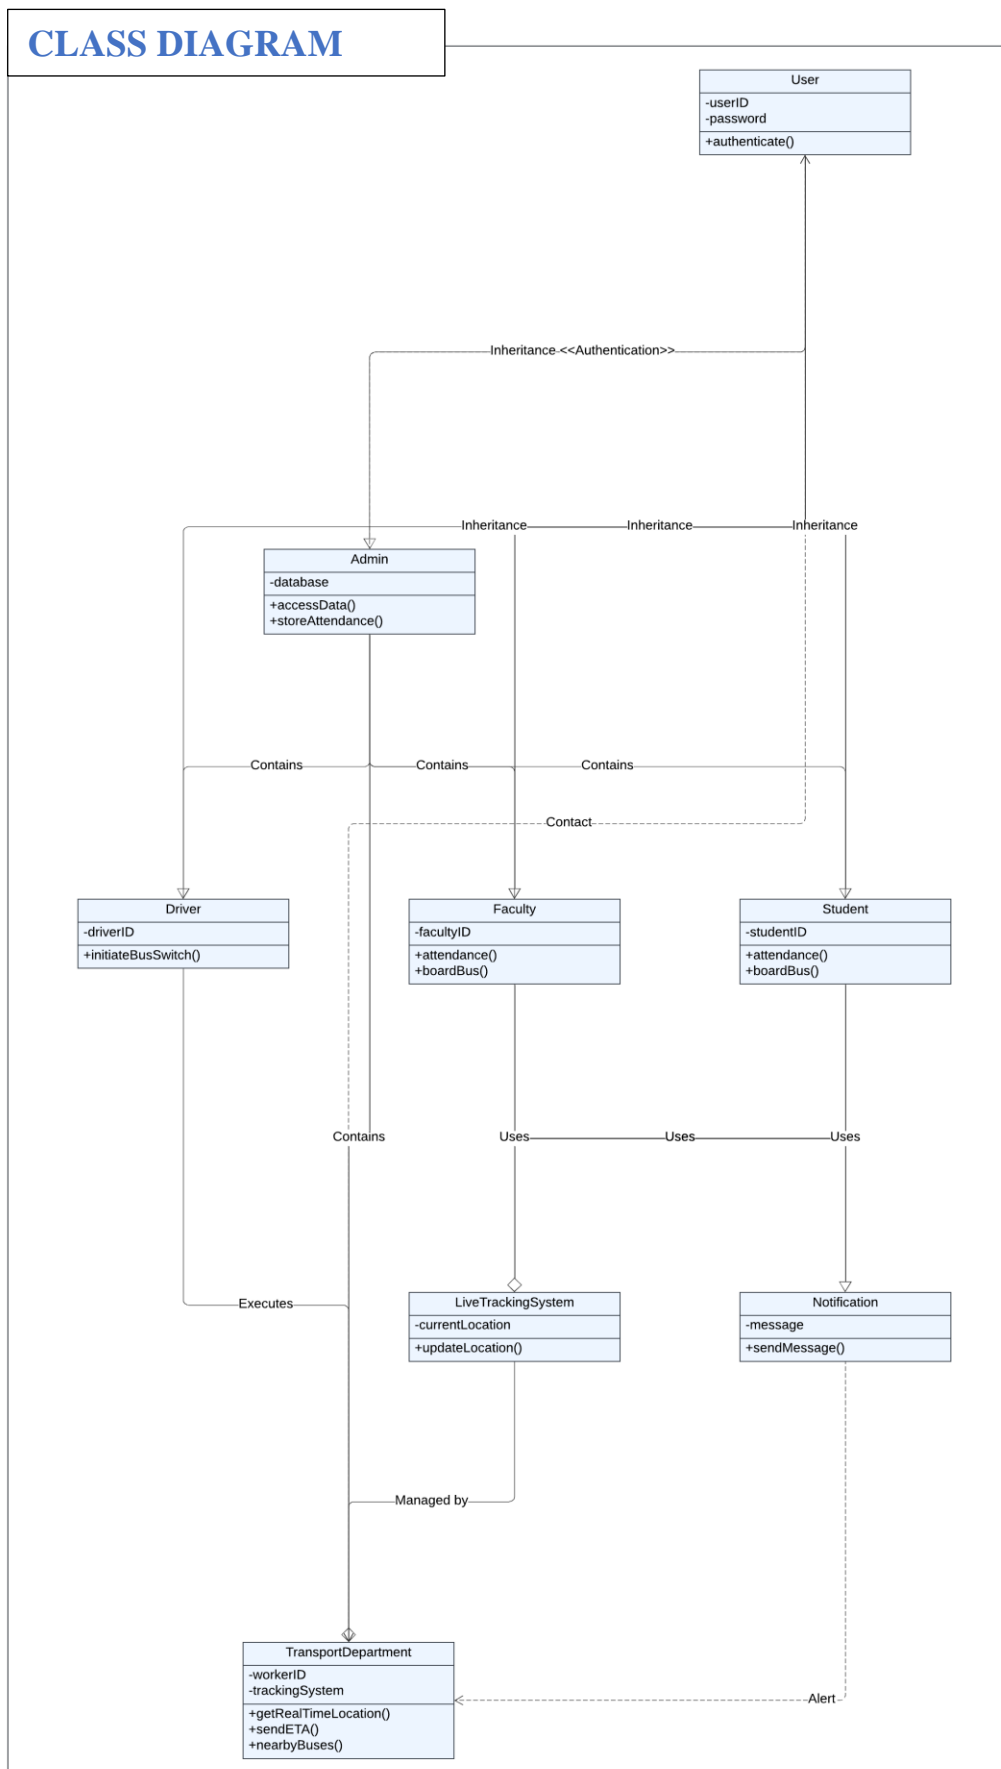 CLASS DIAGRAM
User
-userID
-password
+authenticate()
Inheritance <<Authentication>>
Inheritance
Inheritance
Inheritance
Admin
-database
+accessData()
+storeAttendance()
Contains
Contains
Contains
Contact
Driver
-driverID
+initiateBusSwitch()
Faculty
-facultyID
+attendance()
+boardBus()
Student
-studentID
+attendance()
+boardBus()
Contains
Uses
Uses
Uses
Executes
LiveTrackingSystem
-currentLocation
+updateLocation()
Notification
-message
+sendMessage()
Managed by
TransportDepartment
-workerID
-trackingSystem
+getRealTimeLocation()
+sendETA()
+nearbyBuses()
Alert